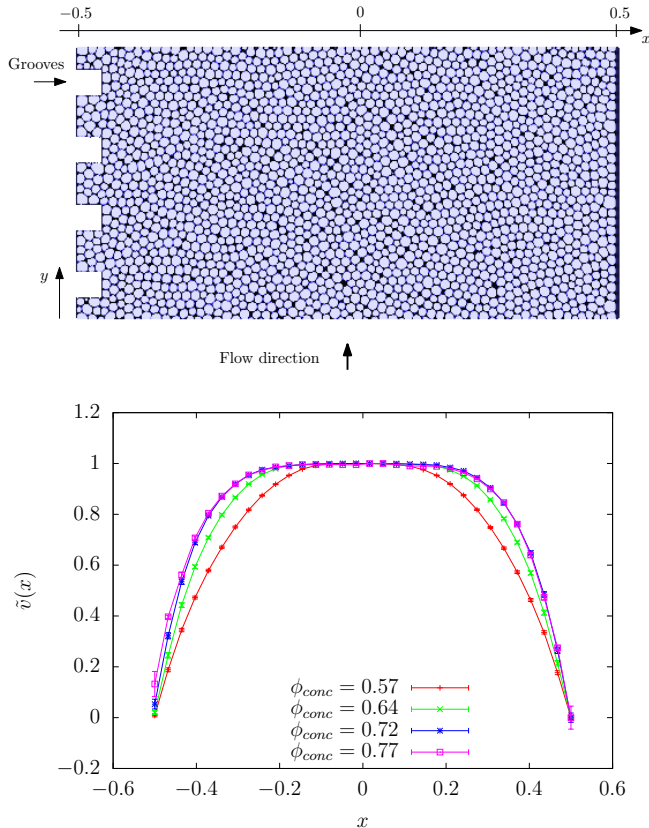 −0.5 0 0.5
x
Grooves
y
Flow direction
1.2
1
0.8
0.6
0.4
0.2
0
−0.2
ṽ(x)
ϕconc = 0.57
ϕconc = 0.64
ϕconc = 0.72
ϕconc = 0.77
−0.6 −0.4 −0.2 0 0.2 0.4 0.6
x